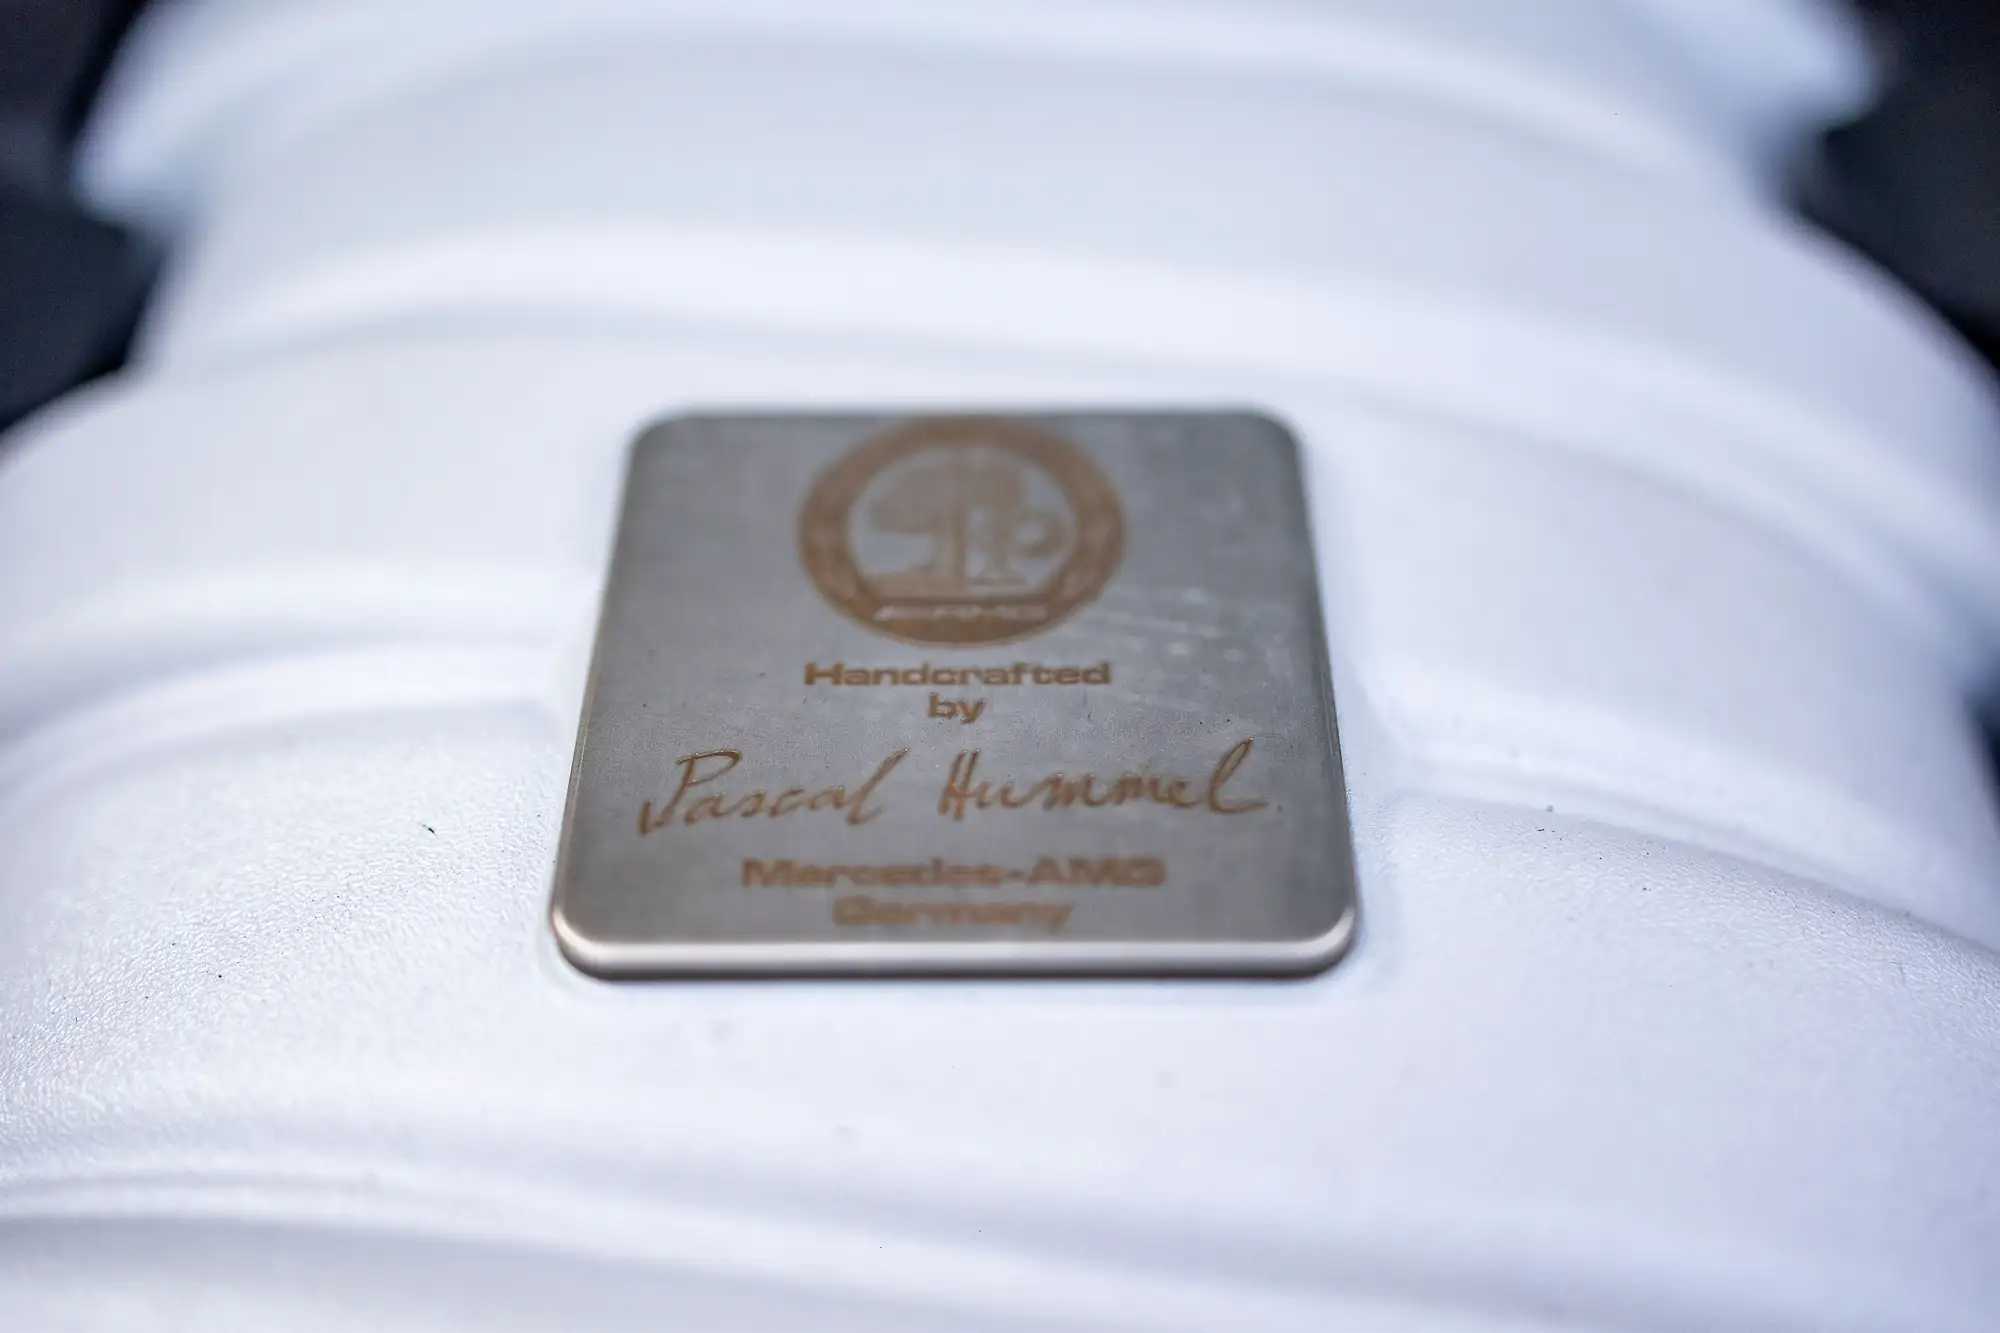 Handcrafted
by
Pascal Hummel
Mercedes-AMG
Germany